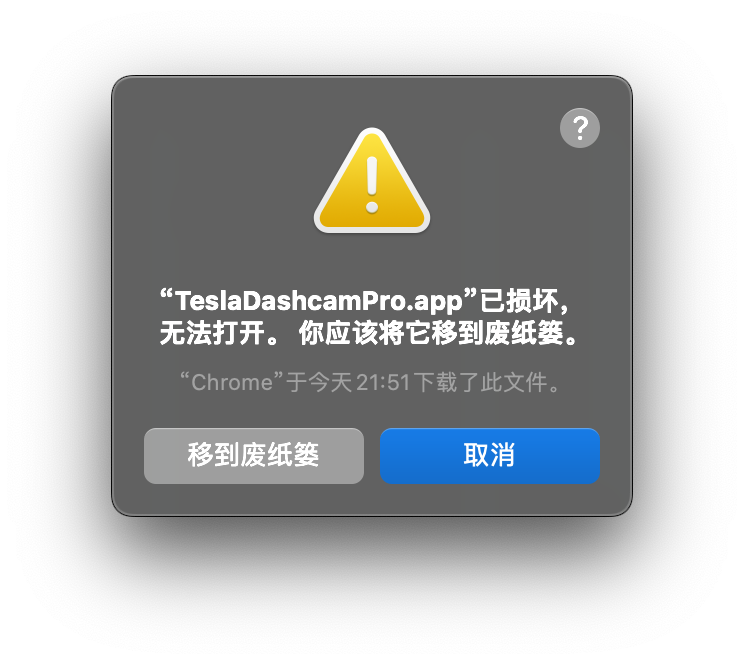 ?
“TeslaDashcamPro.app”已损坏，
无法打开。 你应该将它移到废纸篓。
“Chrome”于今天 21:51 下载了此文件。
移到废纸篓
取消